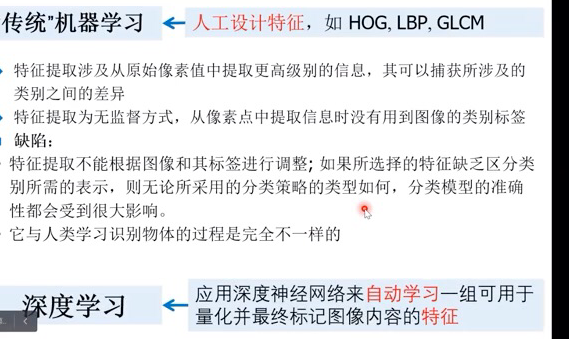 传统”机器学习
人工设计特征，如 HOG, LBP, GLCM
特征提取涉及从原始像素值中提取更高级别的信息，其可以捕获所涉及的
类别之间的差异
特征提取为无监督方式，从像素点中提取信息时没有用到图像的类别标签
缺陷：
特征提取不能根据图像和其标签进行调整; 如果所选择的特征缺乏区分类
别所需的表示，则无论所采用的分类策略的类型如何，分类模型的准确
性都会受到很大影响。
它与人类学习识别物体的过程是完全不一样的
深度学习
应用深度神经网络来自动学习一组可用于
量化并最终标记图像内容的特征